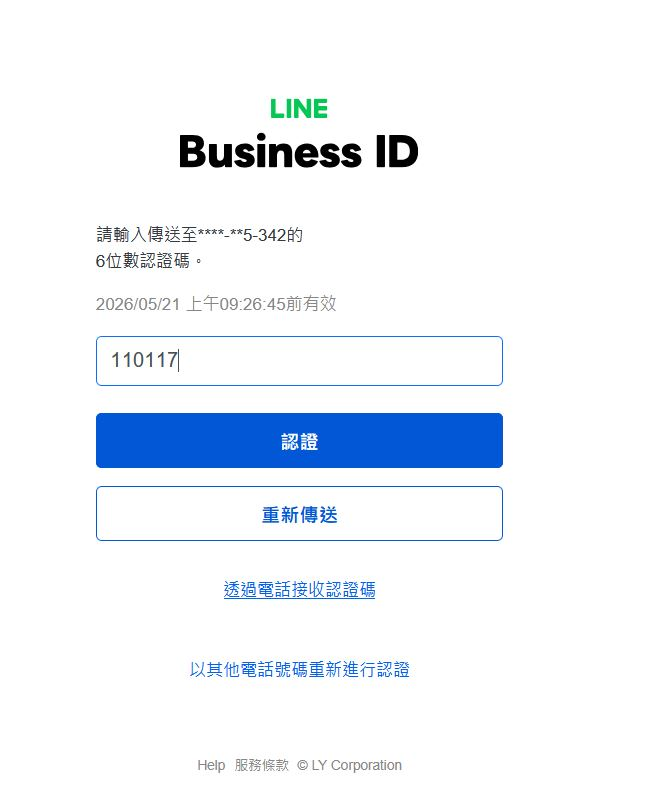 LINE
Business ID
請輸入傳送至****-**5-342的
6位數認證碼。
2026/05/21 上午09:26:45前有效
110117
認證
重新傳送
透過電話接收認證碼
以其他電話號碼重新進行認證
Help 服務條款 © LY Corporation